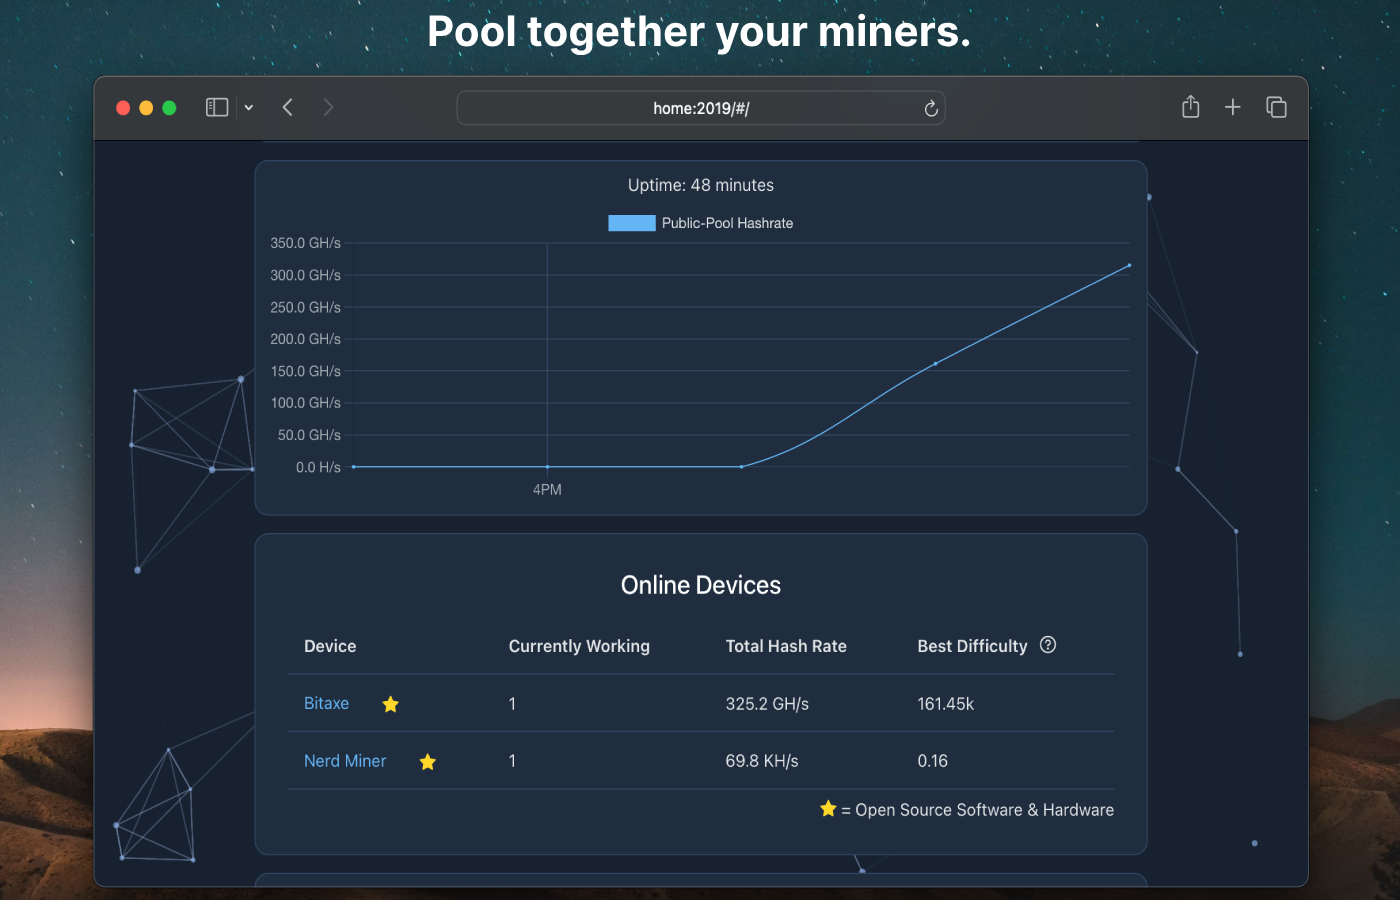 Pool together your miners.
home:2019/#/
Uptime: 48 minutes
Public-Pool Hashrate
350.0 GH/s
300.0 GH/s
250.0 GH/s
200.0 GH/s
150.0 GH/s
100.0 GH/s
50.0 GH/s
0.0 H/s
4PM
Online Devices
Device Currently Working Total Hash Rate Best Difficulty ?
Bitaxe ⭐ 1 325.2 GH/s 161.45k
Nerd Miner ⭐ 1 69.8 KH/s 0.16
⭐ = Open Source Software & Hardware